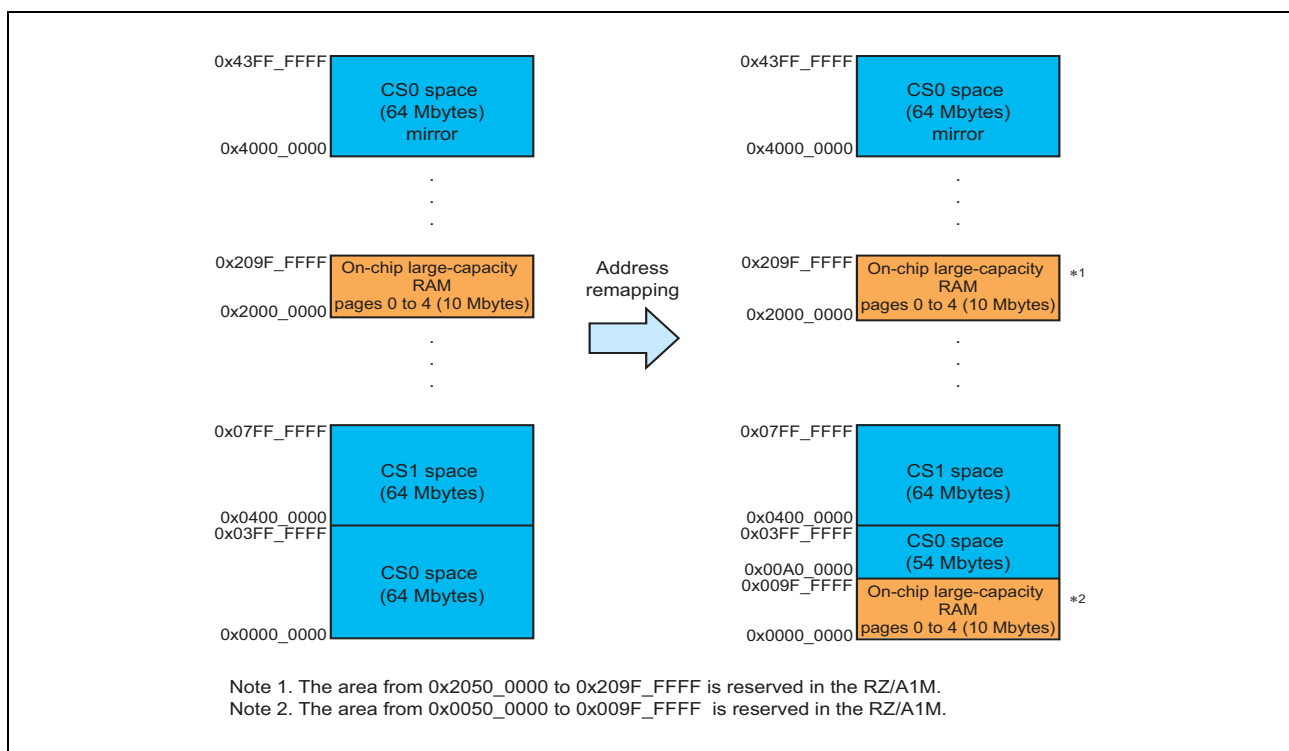 0x43FF_FFFF
CS0 space
(64 Mbytes)
mirror
0x4000_0000
0x209F_FFFF
On-chip large-capacity
RAM
pages 0 to 4 (10 Mbytes)
0x2000_0000
0x07FF_FFFF
CS1 space
(64 Mbytes)
0x0400_0000
0x03FF_FFFF
CS0 space
(64 Mbytes)
0x0000_0000
Address
remapping
0x43FF_FFFF
CS0 space
(64 Mbytes)
mirror
0x4000_0000
0x209F_FFFF
On-chip large-capacity
RAM
pages 0 to 4 (10 Mbytes)
*1
0x2000_0000
0x07FF_FFFF
CS1 space
(64 Mbytes)
0x0400_0000
0x03FF_FFFF
CS0 space
(54 Mbytes)
0x00A0_0000
0x009F_FFFF
On-chip large-capacity
RAM
pages 0 to 4 (10 Mbytes)
*2
0x0000_0000
Note 1. The area from 0x2050_0000 to 0x209F_FFFF is reserved in the RZ/A1M.
Note 2. The area from 0x0050_0000 to 0x009F_FFFF  is reserved in the RZ/A1M.